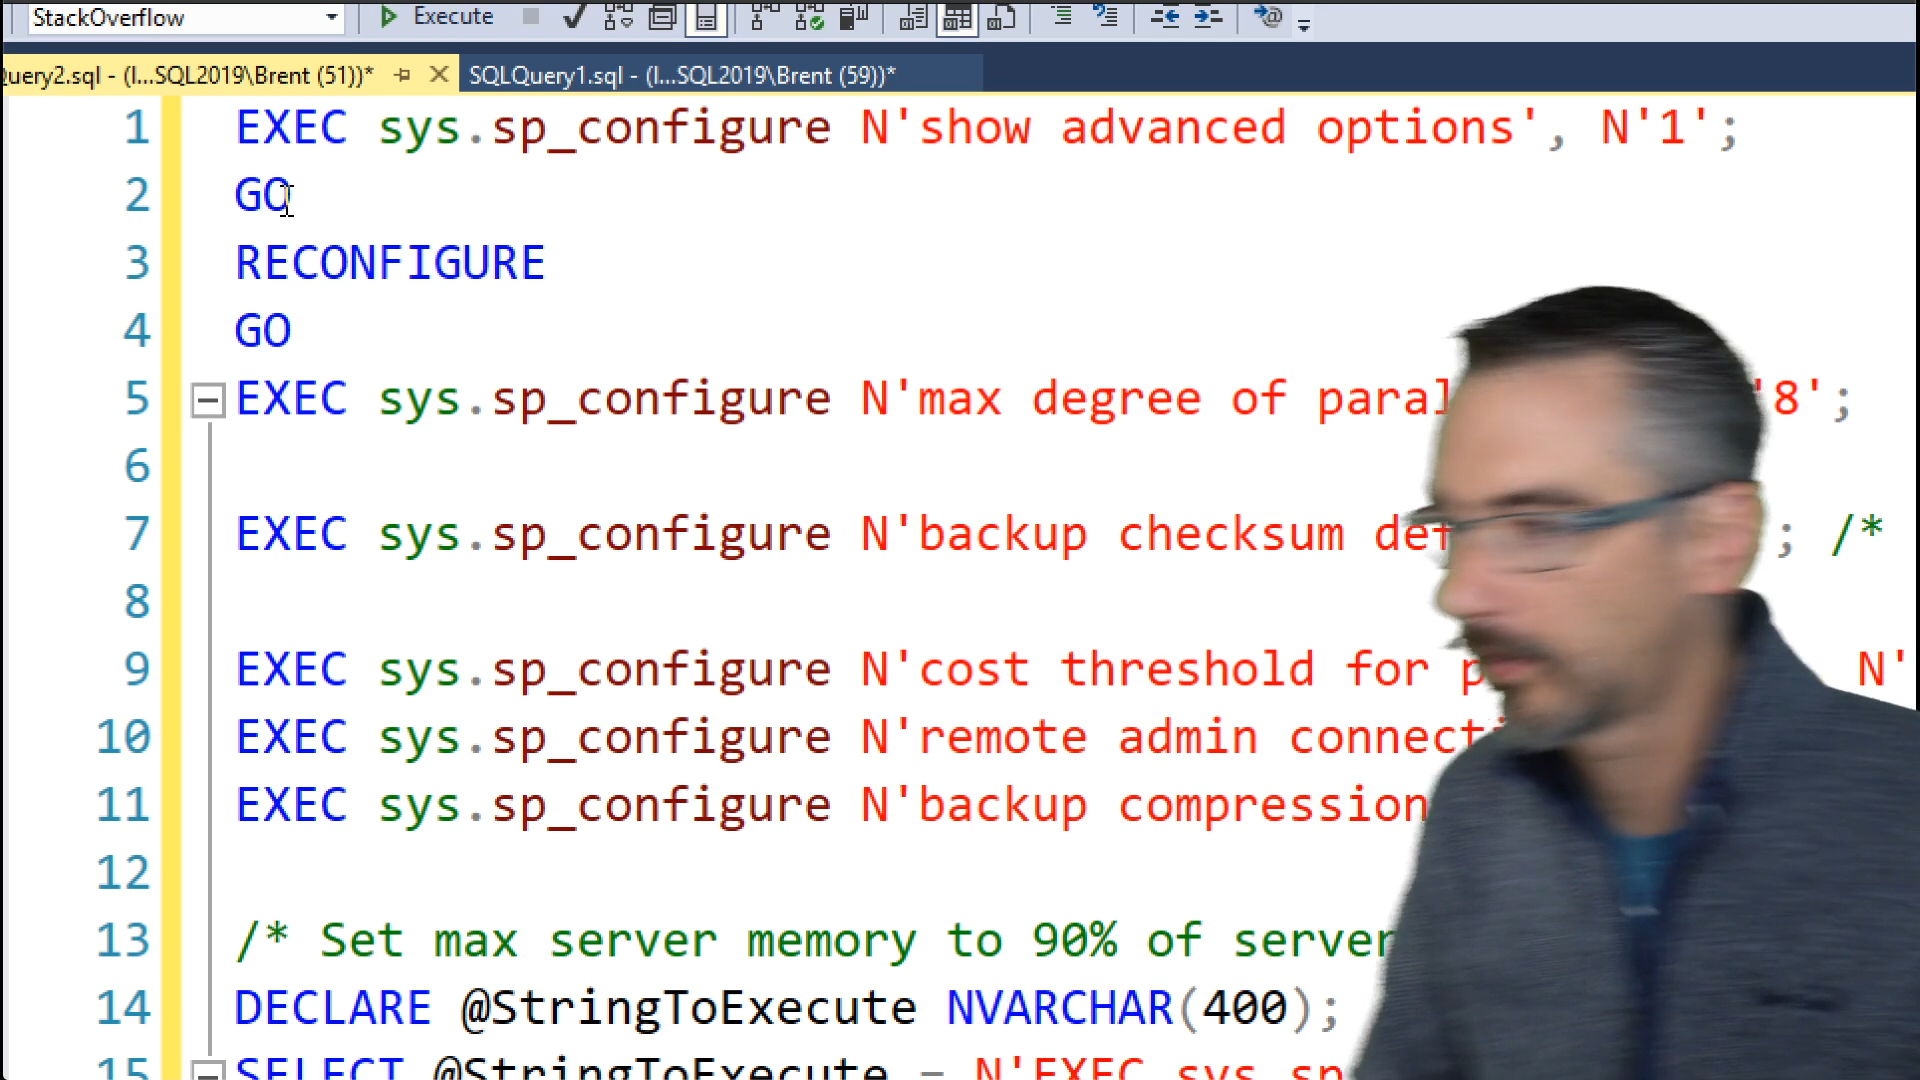 StackOverflow Execute
Query2.sql - (I...SQL2019\Brent (51))* SQLQuery1.sql - (I...SQL2019\Brent (59))*
1 EXEC sys.sp_configure N'show advanced options', N'1';
2 GO
3 RECONFIGURE
4 GO
5 EXEC sys.sp_configure N'max degree of paral '8';
6
7 EXEC sys.sp_configure N'backup checksum def ; /*
8
9 EXEC sys.sp_configure N'cost threshold for p N'
10 EXEC sys.sp_configure N'remote admin connecti
11 EXEC sys.sp_configure N'backup compression
12
13 /* Set max server memory to 90% of server
14 DECLARE @StringToExecute NVARCHAR(400);
15 SELECT @StringToExecute = N'EXEC sys.sp